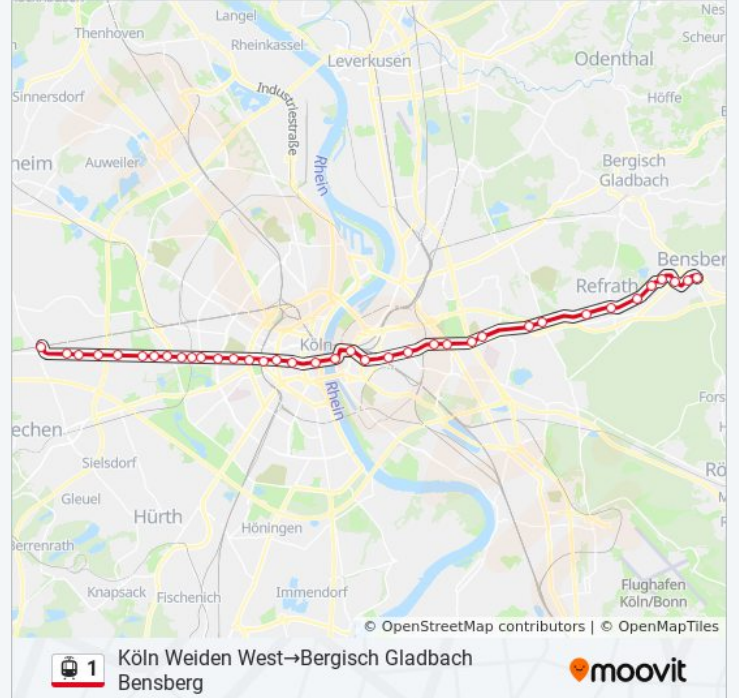 Langel
Nes
Thenhoven
Rheinkassel
Scheur
Leverkusen
Odenthal
Industriestraße
Sinnersdorf
Höffe
heim
Auweiler
Rhein
Bergisch
Gladbach
Bensber
Refrath
Köln
Rhein
echen
Fors
Sielsdorf
Rö
Gleuel
Hürth
Höningen
lerrenrath
Flughafen
Köln/Bonn
Knapsack
Fischenich
Immendorf
© OpenStreetMap contributors | © OpenMapTiles
1
Köln Weiden West→Bergisch Gladbach
Bensberg
moovit